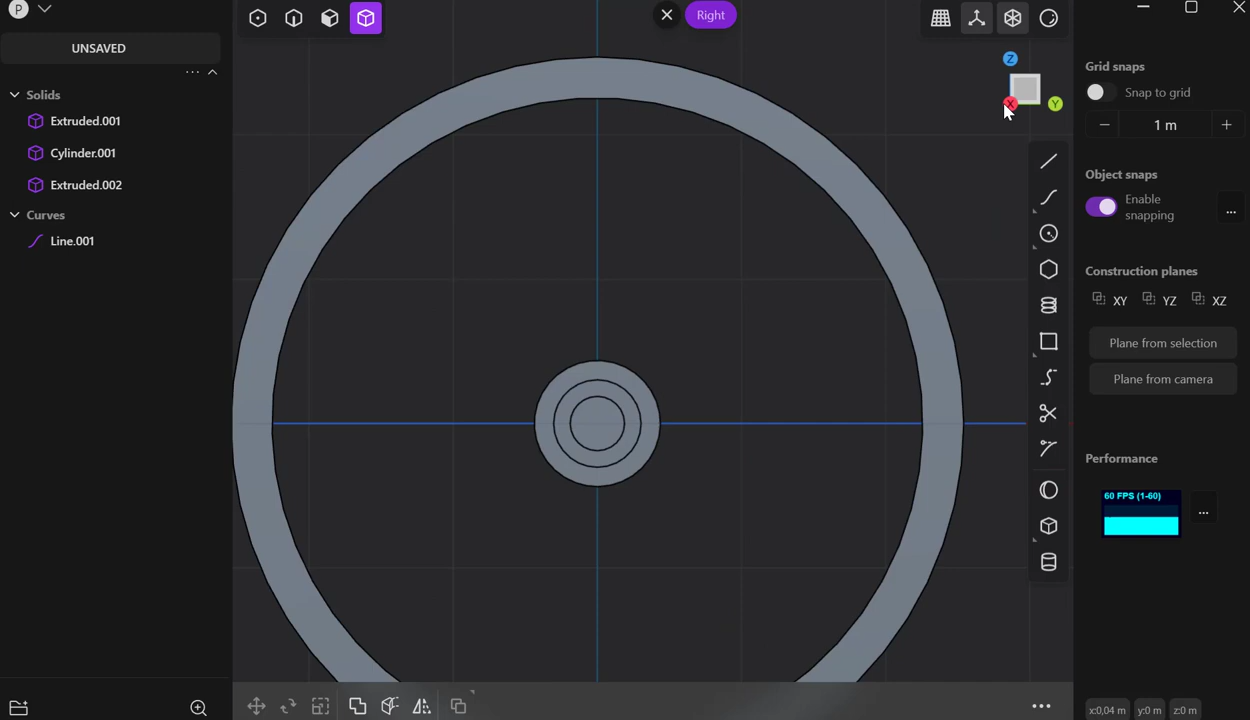 P
UNSAVED
Solids
Extruded.001
Cylinder.001
Extruded.002
Curves
Line.001
Right
Z
X
Y
Grid snaps
Snap to grid
1 m
Object snaps
Enable
snapping
Construction planes
XY
YZ
XZ
Plane from selection
Plane from camera
Performance
60 FPS (1-60)
x:0,04 m
y:0 m
z:0 m